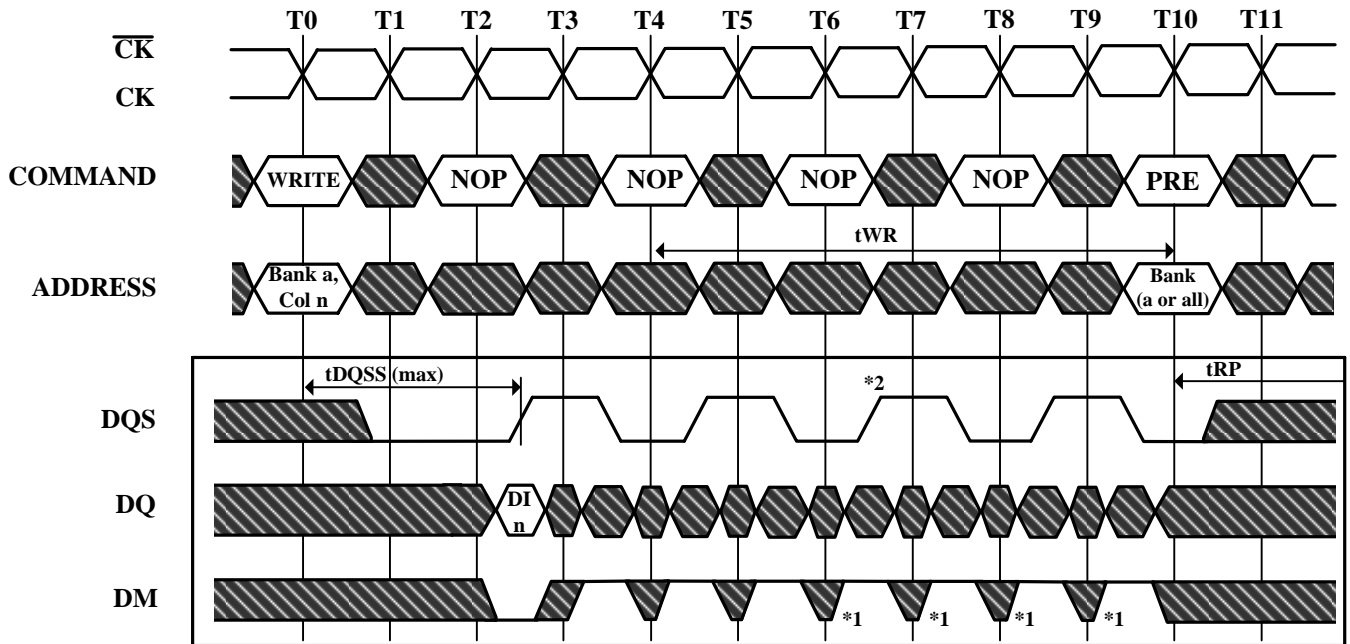 T0 T1 T2 T3 T4 T5 T6 T7 T8 T9 T10 T11
CK
CK
COMMAND WRITE NOP NOP NOP NOP PRE
tWR
ADDRESS Bank a, Col n Bank (a or all)
tDQSS (max) *2 tRP
DQS
DQ DI n
DM *1 *1 *1 *1